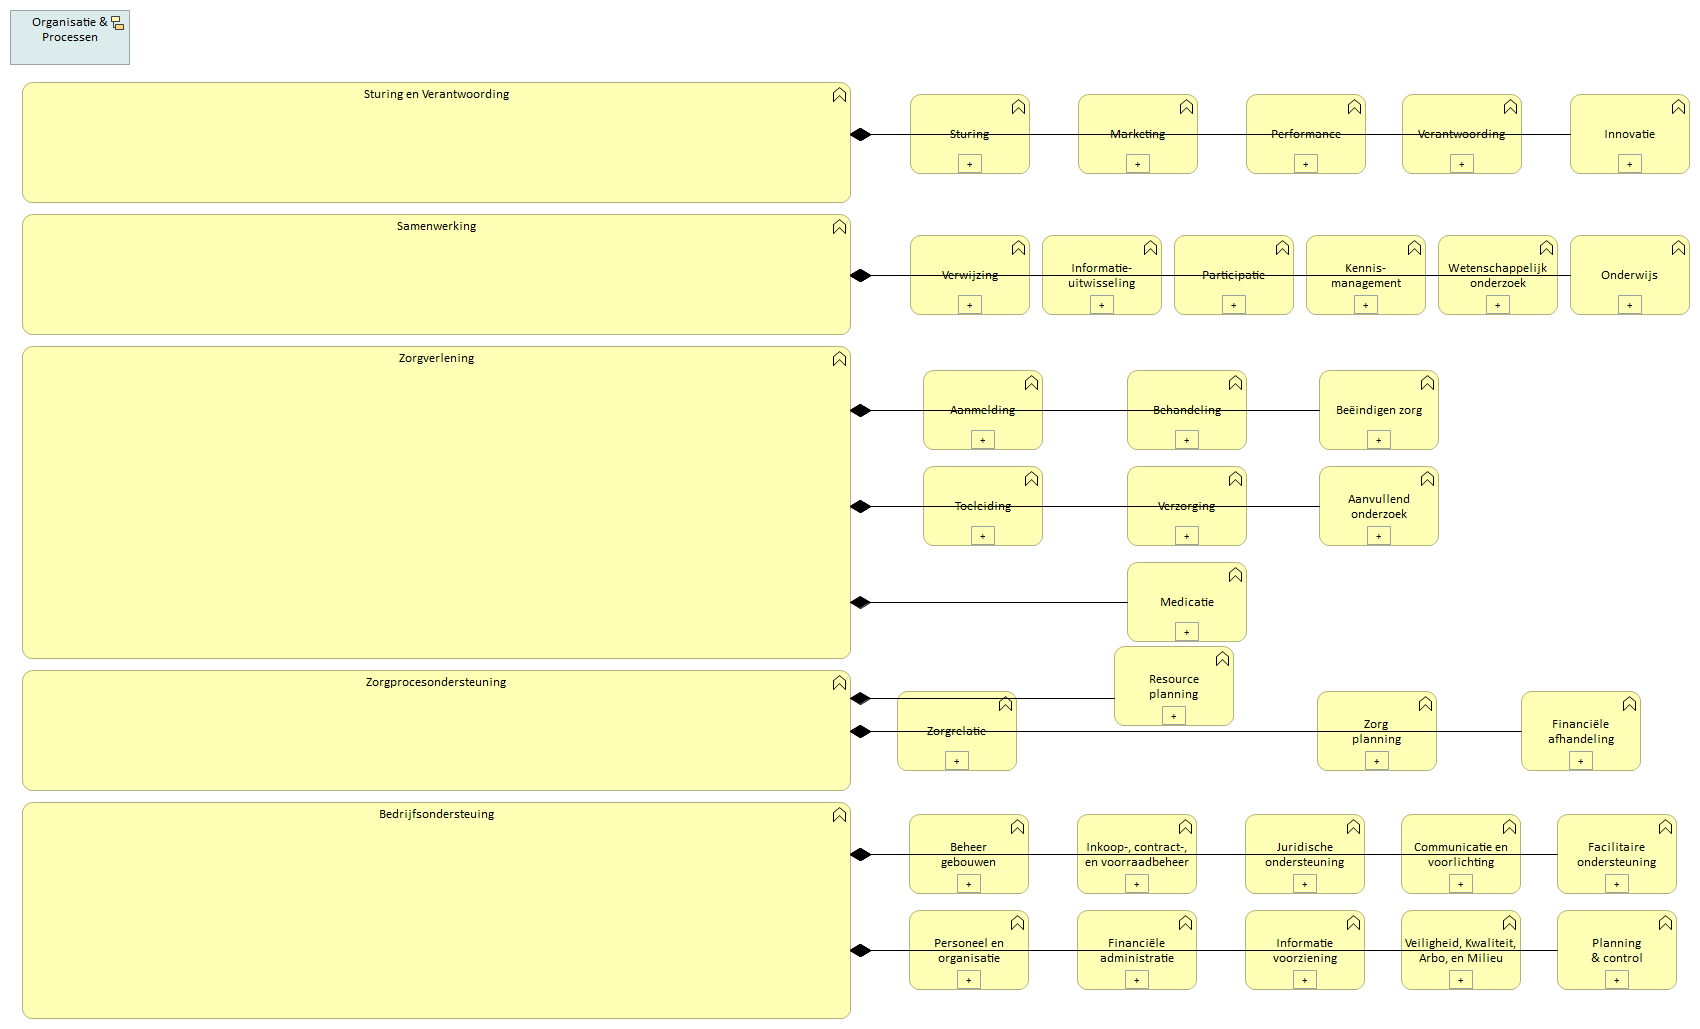 Organisatie &
Processen
Sturing en Verantwoording
Sturing
+
Marketing
+
Performance
+
Verantwoording
+
Innovatie
+
Samenwerking
Verwijzing
+
Informatie-
uitwisseling
+
Participatie
+
Kennis-
management
+
Wetenschappelijk
onderzoek
+
Onderwijs
+
Zorgverlening
Aanmelding
+
Behandeling
+
Beëindigen zorg
+
Toeleiding
+
Verzorging
+
Aanvullend
onderzoek
+
Medicatie
+
Zorgprocesondersteuning
Resource
planning
+
Zorgrelatie
+
Zorg
planning
+
Financiële
afhandeling
+
Bedrijfsondersteuing
Beheer
gebouwen
+
Inkoop-, contract-,
en voorraadbeheer
+
Juridische
ondersteuning
+
Communicatie en
voorlichting
+
Facilitaire
ondersteuning
+
Personeel en
organisatie
+
Financiële
administratie
+
Informatie
voorziening
+
Veiligheid, Kwaliteit,
Arbo, en Milieu
+
Planning
& control
+